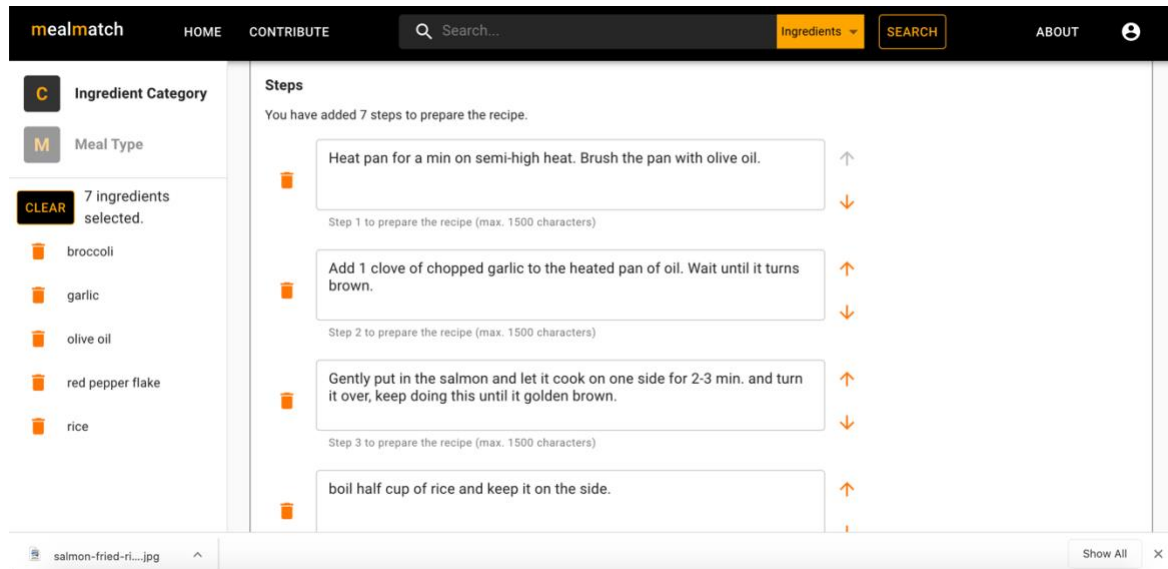 mealmatch HOME CONTRIBUTE Search... Ingredients SEARCH ABOUT
C Ingredient Category
M Meal Type
CLEAR 7 ingredients
selected.
broccoli
garlic
olive oil
red pepper flake
rice
Steps
You have added 7 steps to prepare the recipe.
Heat pan for a min on semi-high heat. Brush the pan with olive oil.
Step 1 to prepare the recipe (max. 1500 characters)
Add 1 clove of chopped garlic to the heated pan of oil. Wait until it turns
brown.
Step 2 to prepare the recipe (max. 1500 characters)
Gently put in the salmon and let it cook on one side for 2-3 min. and turn
it over, keep doing this until it golden brown.
Step 3 to prepare the recipe (max. 1500 characters)
boil half cup of rice and keep it on the side.
salmon-fried-ri....jpg Show All